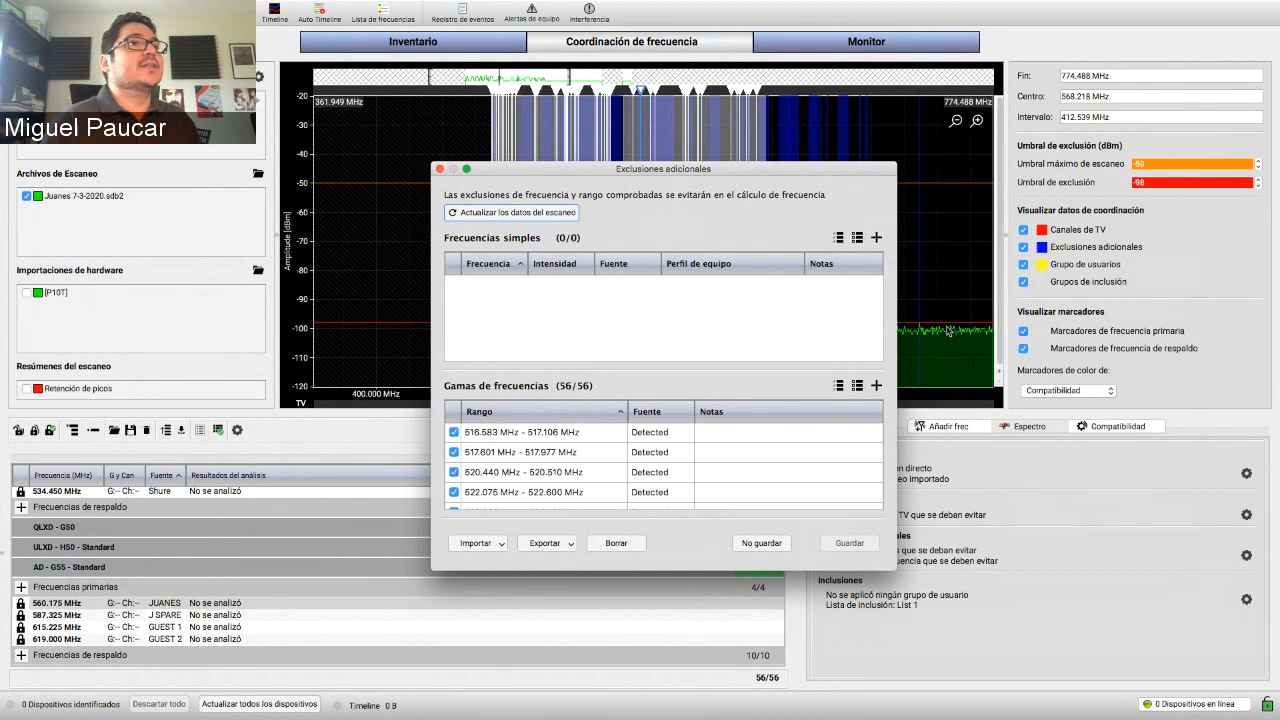 Timeline
Auto Timeline
Lista de frecuencias
Registro de eventos
Alertas de equipo
Interferencia
Inventario
Coordinación de frecuencia
Monitor
Miguel Paucar
-20
-30
-40
-50
-60
-70
-80
-90
-100
-110
-120
Amplitud (dBm)
361.949 MHz
774.488 MHz
400.000 MHz
TV
Fin:
774.488 MHz
Centro:
568.218 MHz
Intervalo:
412.539 MHz
Umbral de exclusión (dBm)
Umbral máximo de escaneo
-50
Umbral de exclusión
-98
Visualizar datos de coordinación
Canales de TV
Exclusiones adicionales
Grupo de usuarios
Grupos de inclusión
Visualizar marcadores
Marcadores de frecuencia primaria
Marcadores de frecuencia de respaldo
Marcadores de color de:
Compatibilidad
Archivos de Escaneo
Juanes 7-3-2020.sdb2
Importaciones de hardware
[P10T]
Resúmenes del escaneo
Retención de picos
Exclusiones adicionales
Las exclusiones de frecuencia y rango comprobadas se evitarán en el cálculo de frecuencia
Actualizar los datos del escaneo
Frecuencias simples (0/0)
Frecuencia
Intensidad
Fuente
Perfil de equipo
Notas
Gamas de frecuencias (56/56)
Rango
Fuente
Notas
516.583 MHz - 517.106 MHz
Detected
517.601 MHz - 517.977 MHz
Detected
520.440 MHz - 520.510 MHz
Detected
522.075 MHz - 522.600 MHz
Detected
Importar
Exportar
Borrar
No guardar
Guardar
Frecuencia (MHz)
G y Can
Fuente
Resultados del análisis
534.450 MHz
G:-- Ch:--
Shure
No se analizó
Frecuencias de respaldo
QLXD - G50
ULXD - H50 - Standard
AD - G55 - Standard
Frecuencias primarias
4/4
560.175 MHz
G:-- Ch:--
JUANES
No se analizó
587.325 MHz
G:-- Ch:--
J SPARE
No se analizó
615.225 MHz
G:-- Ch:--
GUEST 1
No se analizó
619.000 MHz
G:-- Ch:--
GUEST 2
No se analizó
Frecuencias de respaldo
10/10
56/56
Añadir frec
Espectro
Compatibilidad
en directo
eo importado
TV que se deban evitar
ales
s que se deban evitar
cuencia que se deben evitar
Inclusiones
No se aplicó ningún grupo de usuario
Lista de inclusión: List 1
0 Dispositivos identificados
Descartar todo
Actualizar todos los dispositivos
Timeline
0 B
0 Dispositivos en línea